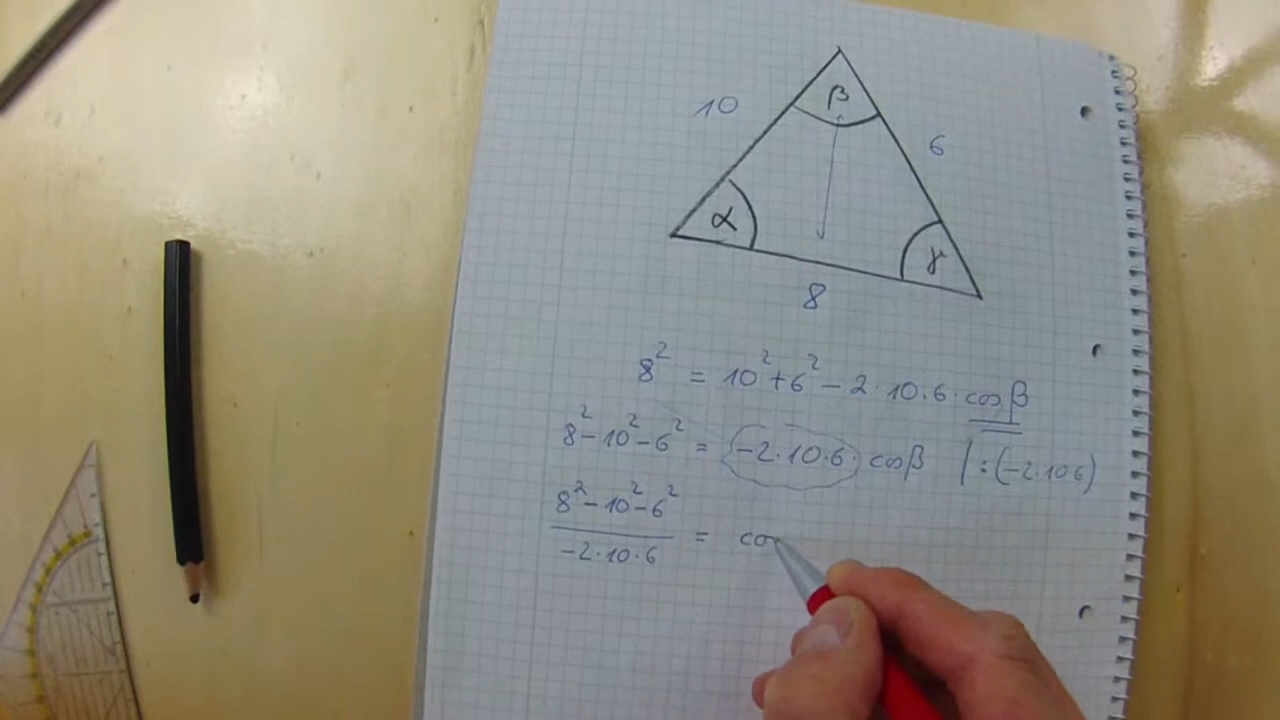 β
10
6
α
γ
8
8² = 10² + 6² - 2 · 10 · 6 · cos β
8² - 10² - 6² = -2 · 10 · 6 · cos β | : (-2 · 10 6)
8² - 10² - 6²
-2 · 10 · 6
= co